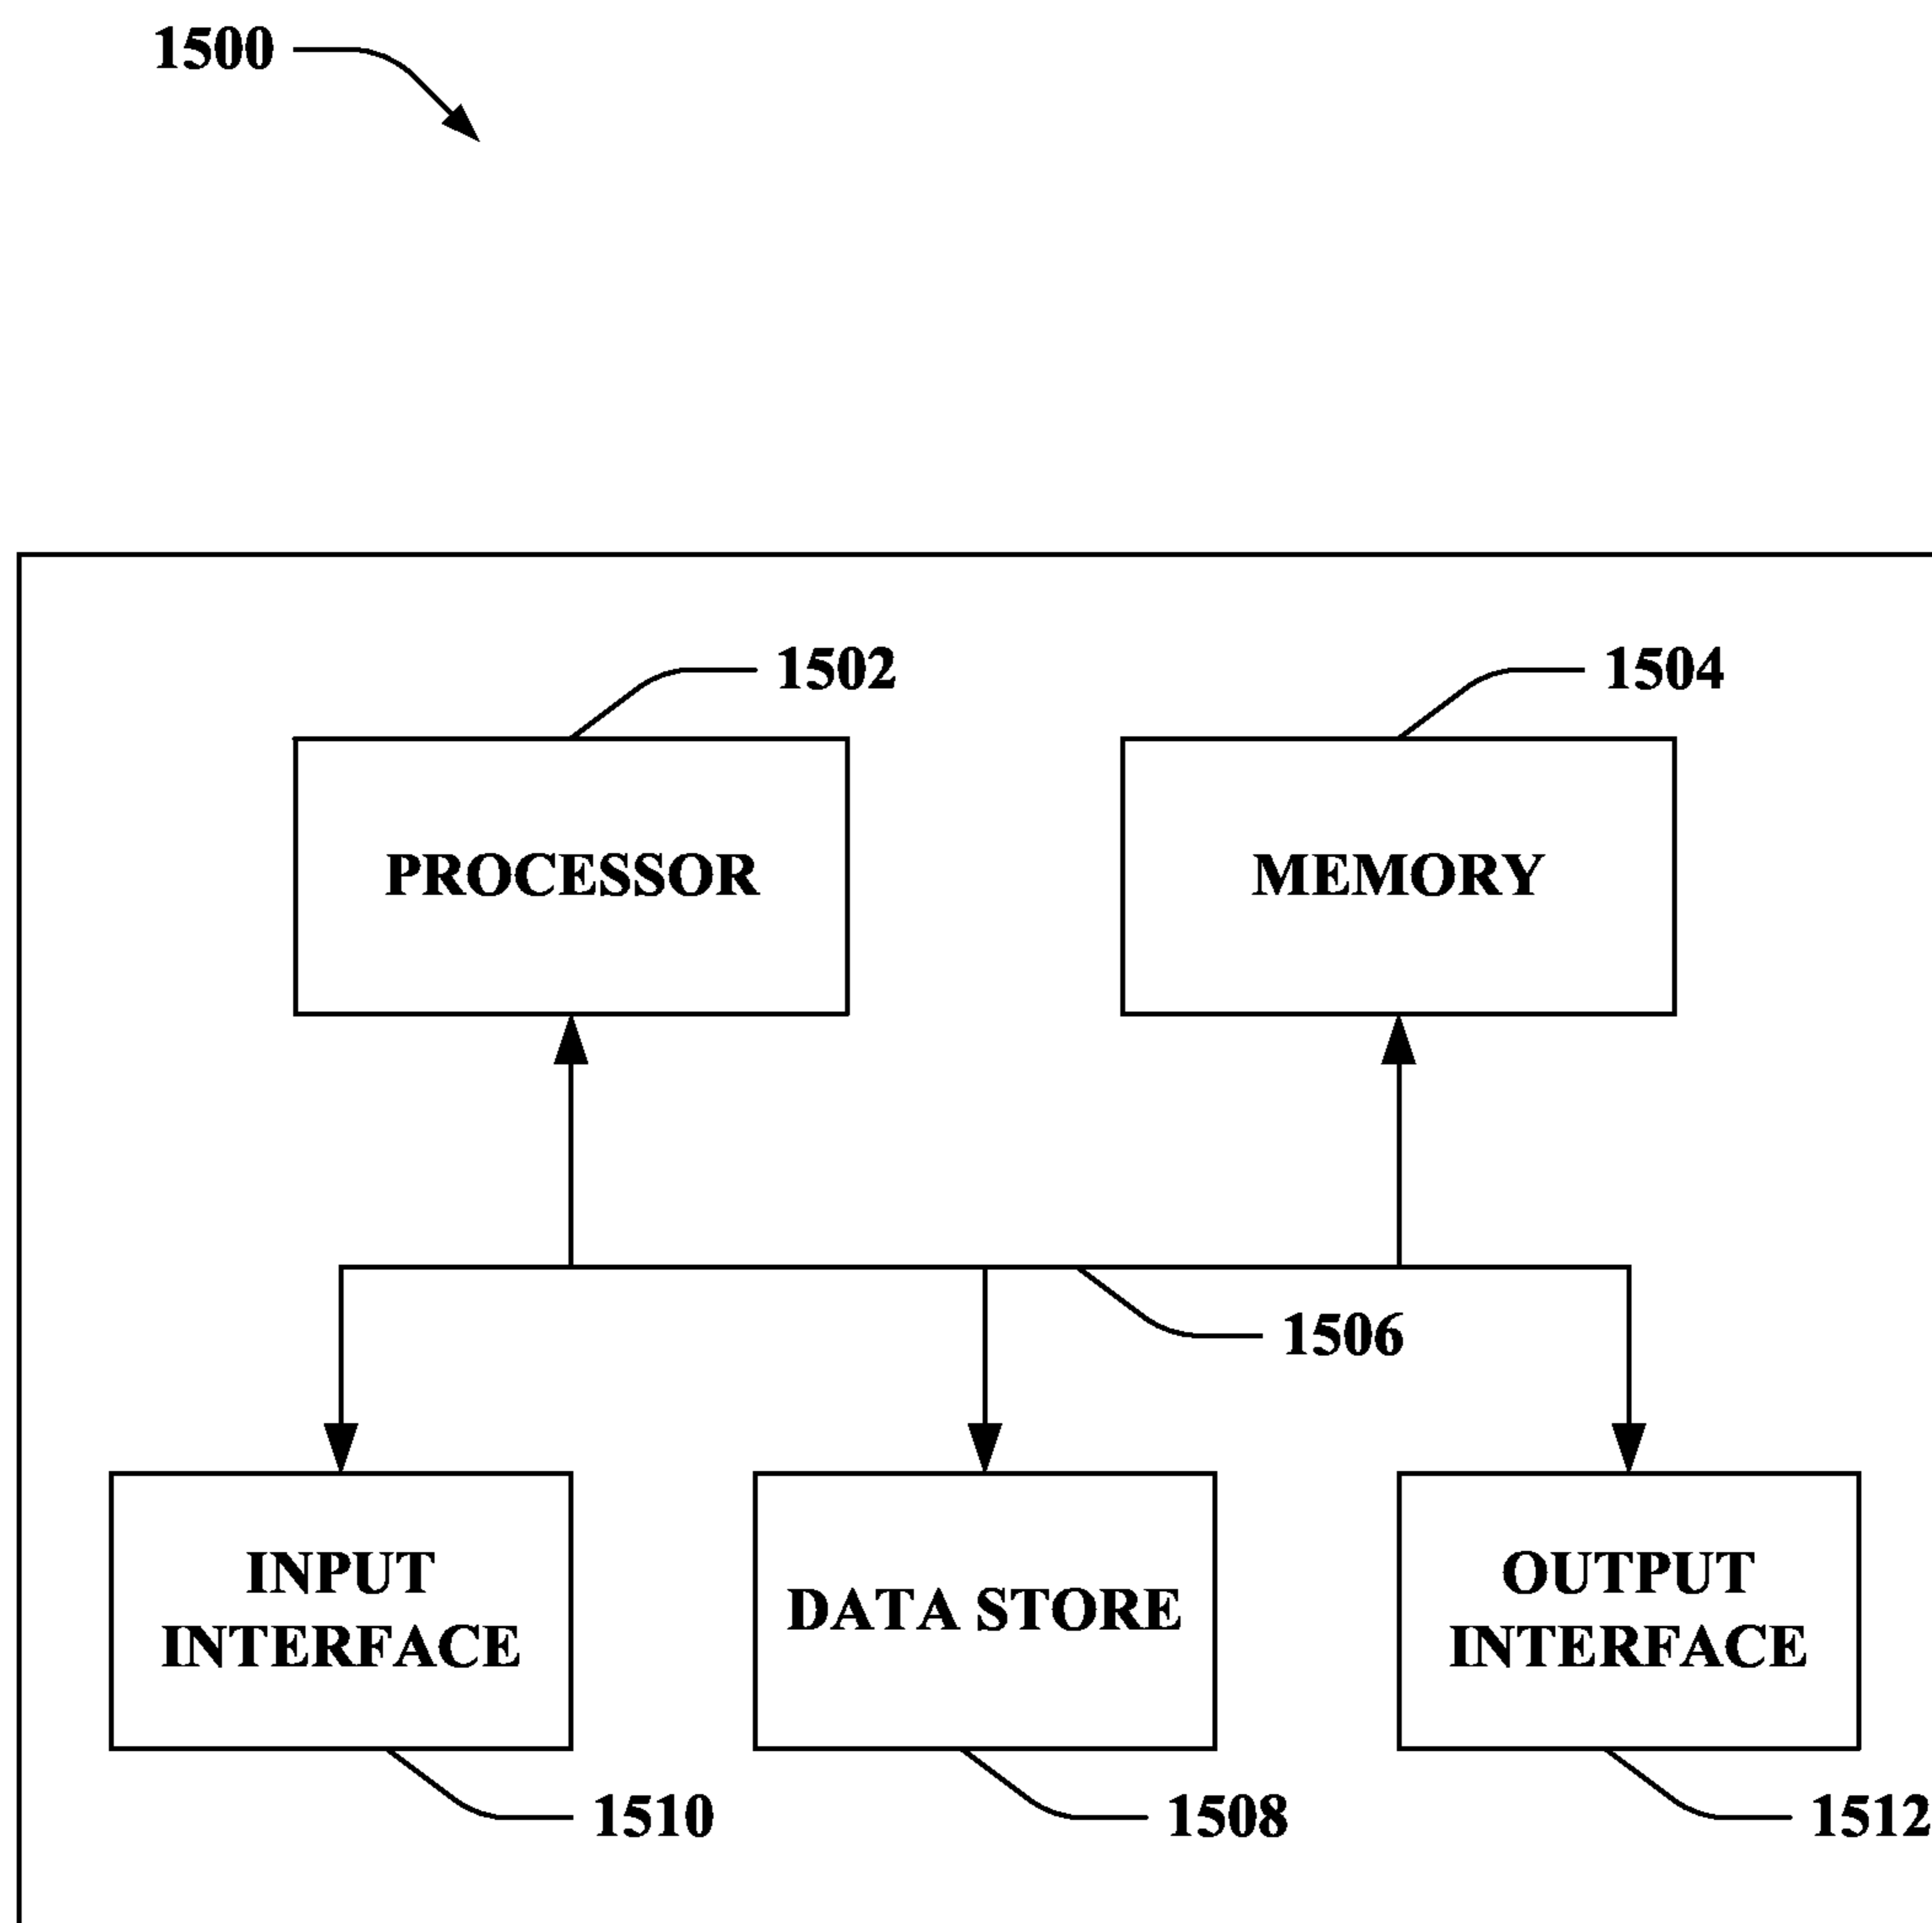 1500
1502
1504
PROCESSOR
MEMORY
1506
INPUT
INTERFACE
DATA STORE
OUTPUT
INTERFACE
1510
1508
1512